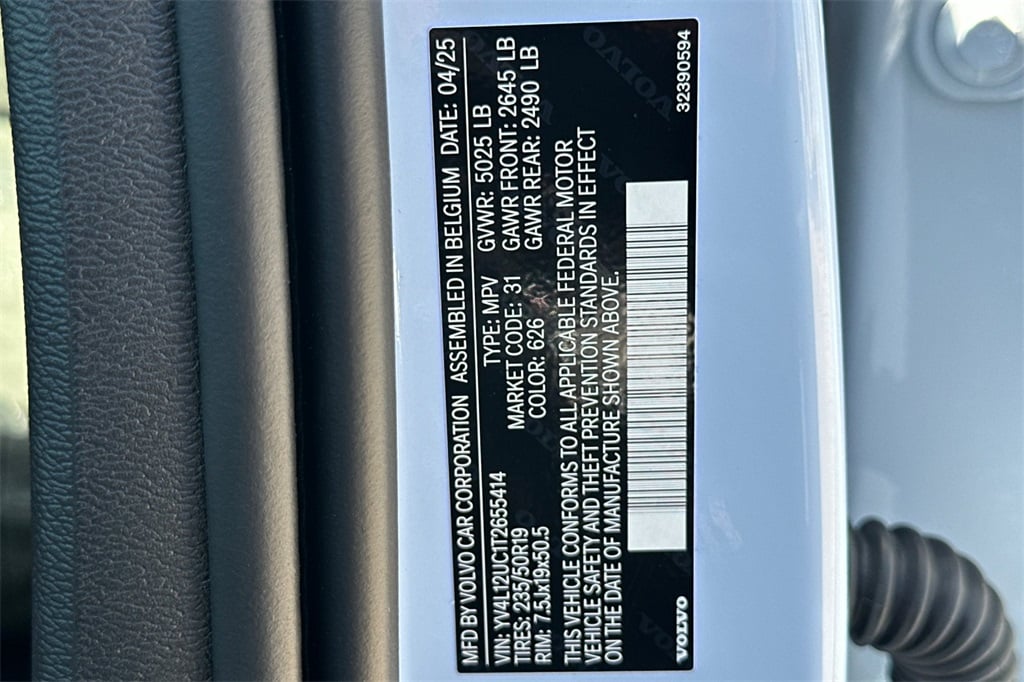 MFD BY VOLVO CAR CORPORATION ASSEMBLED IN BELGIUM DATE: 04/25
VIN: YV4L12UC1T2655414 TYPE: MPV GVWR: 5025 LB
TIRES: 235/50R19 MARKET CODE: 31 GAWR FRONT: 2645 LB
RIM: 7.5Jx19x50.5 COLOR: 626 GAWR REAR: 2490 LB
THIS VEHICLE CONFORMS TO ALL APPLICABLE FEDERAL MOTOR
VEHICLE SAFETY AND THEFT PREVENTION STANDARDS IN EFFECT
ON THE DATE OF MANUFACTURE SHOWN ABOVE.
VOLVO 32390594